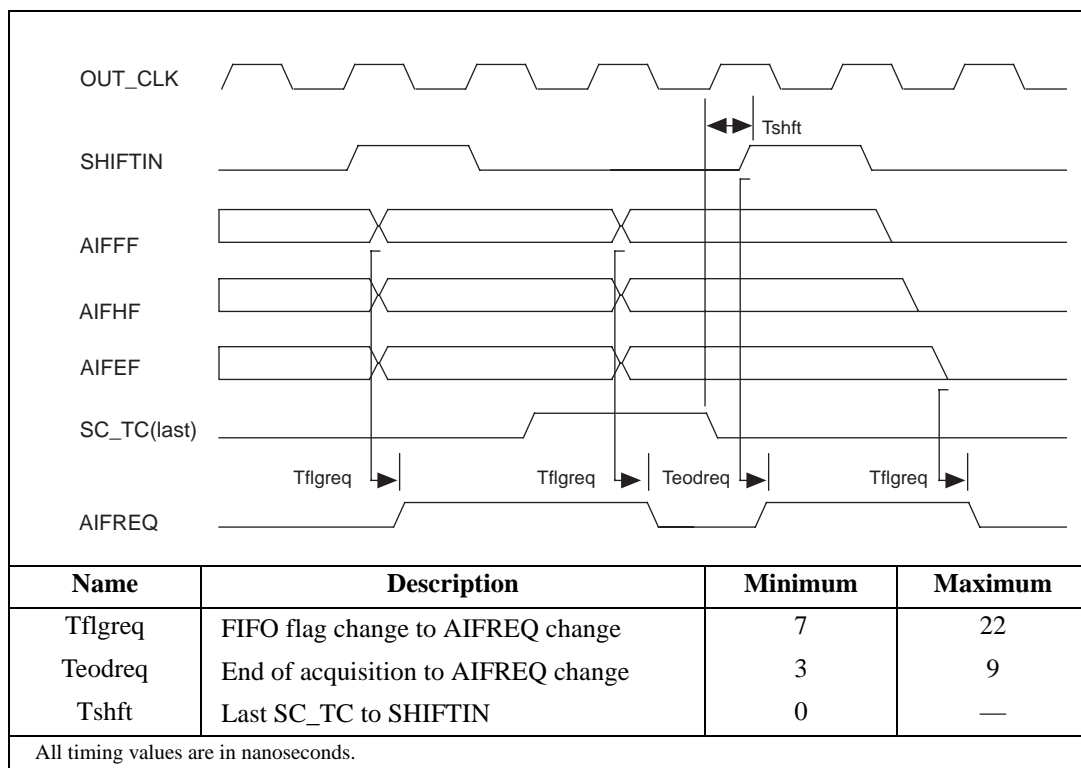 OUT_CLK
Tshft
SHIFTIN
AIFFF
AIFHF
AIFEF
SC_TC(last)
Tflgreq Tflgreq Teodreq Tflgreq
AIFREQ
Name Description Minimum Maximum
Tflgreq FIFO flag change to AIFREQ change 7 22
Teodreq End of acquisition to AIFREQ change 3 9
Tshft Last SC_TC to SHIFTIN 0 —
All timing values are in nanoseconds.